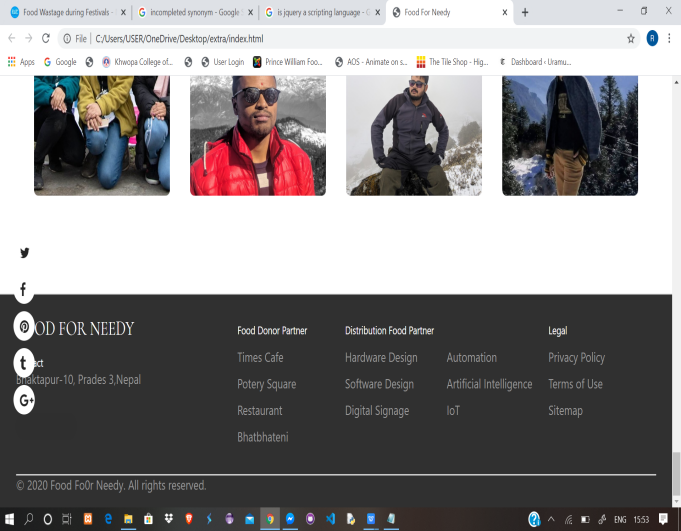 Food Wastage during Festivals -
incompleted synonym - Google
is jquery a scripting language - G
Food For Needy
File | C:/Users/USER/OneDrive/Desktop/extra/index.html
R
Apps
Google
Khwopa College of...
User Login
Prince William Foo...
AOS - Animate on s...
The Tile Shop - Hig...
Dashboard ‹ Uramu...
OD FOR NEEDY
act
Bhaktapur-10, Prades 3,Nepal
Food Donor Partner
Times Cafe
Potery Square
Restaurant
Bhatbhateni
Distribution Food Partner
Hardware Design
Software Design
Digital Signage
Automation
Artificial Intelligence
IoT
Legal
Privacy Policy
Terms of Use
Sitemap
© 2020 Food Fo0r Needy. All rights reserved.
ENG
15:53